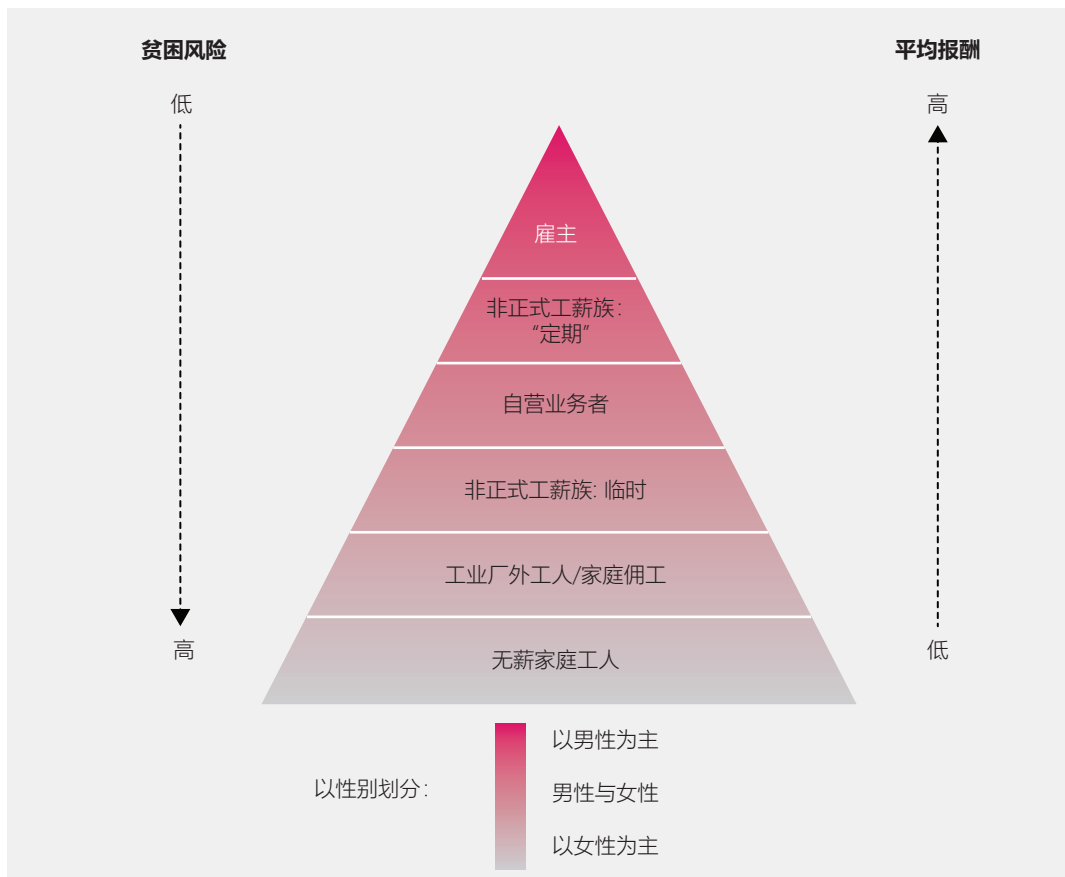 贫困风险
平均报酬
低
高
雇主
非正式工薪族：
“定期”
自营业务者
非正式工薪族: 临时
工业厂外工人/家庭佣工
无薪家庭工人
高
低
以性别划分：
以男性为主
男性与女性
以女性为主